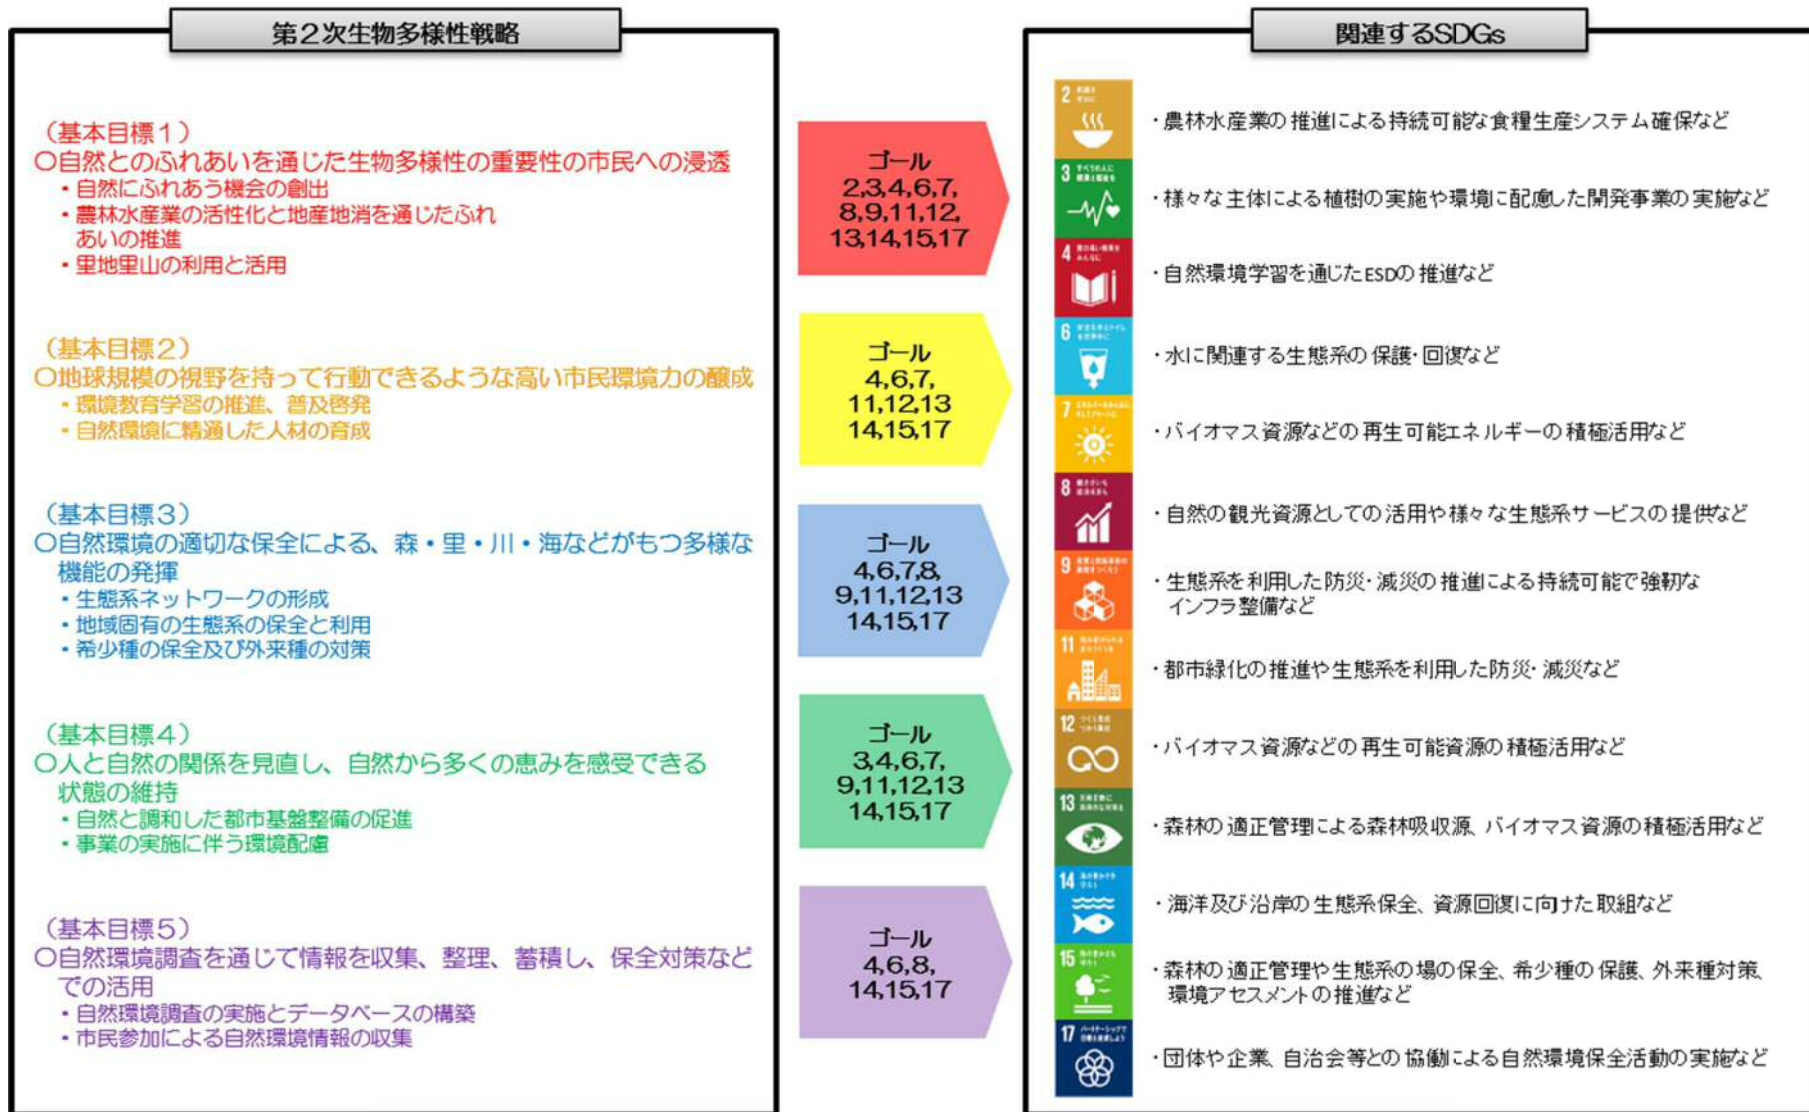 第２次生物多様性戦略
（基本目標１）
〇自然とのふれあいを通じた生物多様性の重要性の市民への浸透
・自然にふれあう機会の創出
・農林水産業の活性化と地産地消を通じたふれ
あいの推進
・里地里山の利用と活用
（基本目標２）
〇地球規模の視野を持って行動できるような高い市民環境力の醸成
・環境教育学習の推進、普及啓発
・自然環境に精通した人材の育成
（基本目標３）
〇自然環境の適切な保全による、森・里・川・海などがもつ多様な
機能の発揮
・生態系ネットワークの形成
・地域固有の生態系の保全と利用
・希少種の保全及び外来種の対策
（基本目標４）
〇人と自然の関係を見直し、自然から多くの恵みを感受できる
状態の維持
・自然と調和した都市基盤整備の促進
・事業の実施に伴う環境配慮
（基本目標５）
〇自然環境調査を通じて情報を収集、整理、蓄積し、保全対策など
での活用
・自然環境調査の実施とデータベースの構築
・市民参加による自然環境情報の収集
ゴール
2,3,4,6,7,
8,9,11,12,
13,14,15,17
ゴール
4,6,7,
11,12,13
14,15,17
ゴール
4,6,7,8,
9,11,12,13
14,15,17
ゴール
3,4,6,7,
9,11,12,13
14,15,17
ゴール
4,6,8,
14,15,17
関連するSDGs
2
・農林水産業の推進による持続可能な食糧生産システム確保など
3 すべての人に
健康と福祉を
・様々な主体による植樹の実施や環境に配慮した開発事業の実施など
4
・自然環境学習を通じたESDの推進など
6
・水に関連する生態系の保護・回復など
7
・バイオマス資源などの再生可能エネルギーの積極活用など
8
・自然の観光資源としての活用や様々な生態系サービスの提供など
9
・生態系を利用した防災・減災の推進による持続可能で強靭な
インフラ整備など
11
・都市緑化の推進や生態系を利用した防災・減災など
12
・バイオマス資源などの再生可能資源の積極活用など
13
・森林の適正管理による森林吸収源、バイオマス資源の積極活用など
14
・海洋及び沿岸の生態系保全、資源回復に向けた取組など
15
・森林の適正管理や生態系の場の保全、希少種の保護、外来種対策、
環境アセスメントの推進など
17 パートナーシップで
目標を達成しよう
・団体や企業、自治会等との協働による自然環境保全活動の実施など